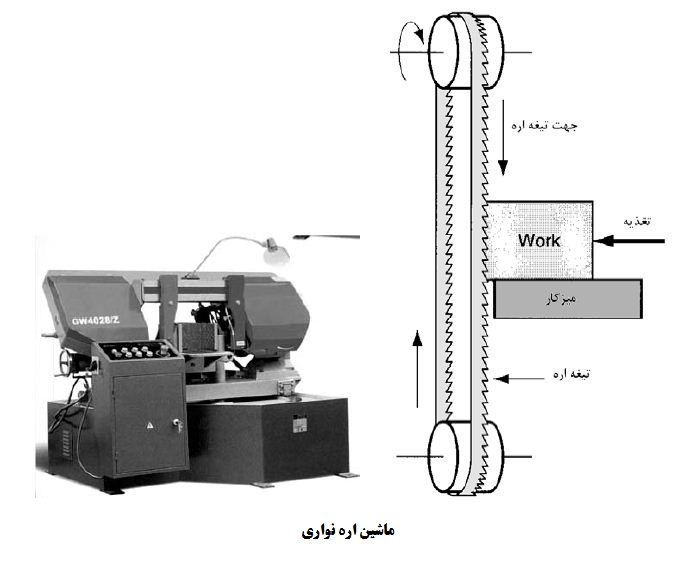 جهت تیغه اره
تغذیه
Work
میزکار
GW4028/Z
تیغه اره
ماشین اره نواری